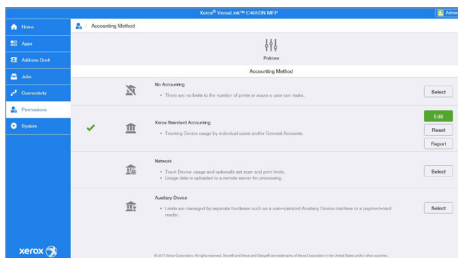 Xerox® VersaLink™ C405DN MFP
Admin
Home
Accounting Method
Apps
Address Book
Jobs
Connectivity
Permissions
System
Policies
Accounting Method
No Accounting
• There are no limits to the number of prints or scans a user can make.
Select
Xerox Standard Accounting
• Tracking Device usage by individual users and/or General Accounts.
Edit
Reset
Report
Network
• Track Device usage and optionally set scan and print limits.
• Usage data is uploaded to a remote server for processing.
Select
Auxiliary Device
• Limits are managed by separate hardware such as a coin-operated Auxiliary Device machine or a payment-card
reader.
Select
xerox